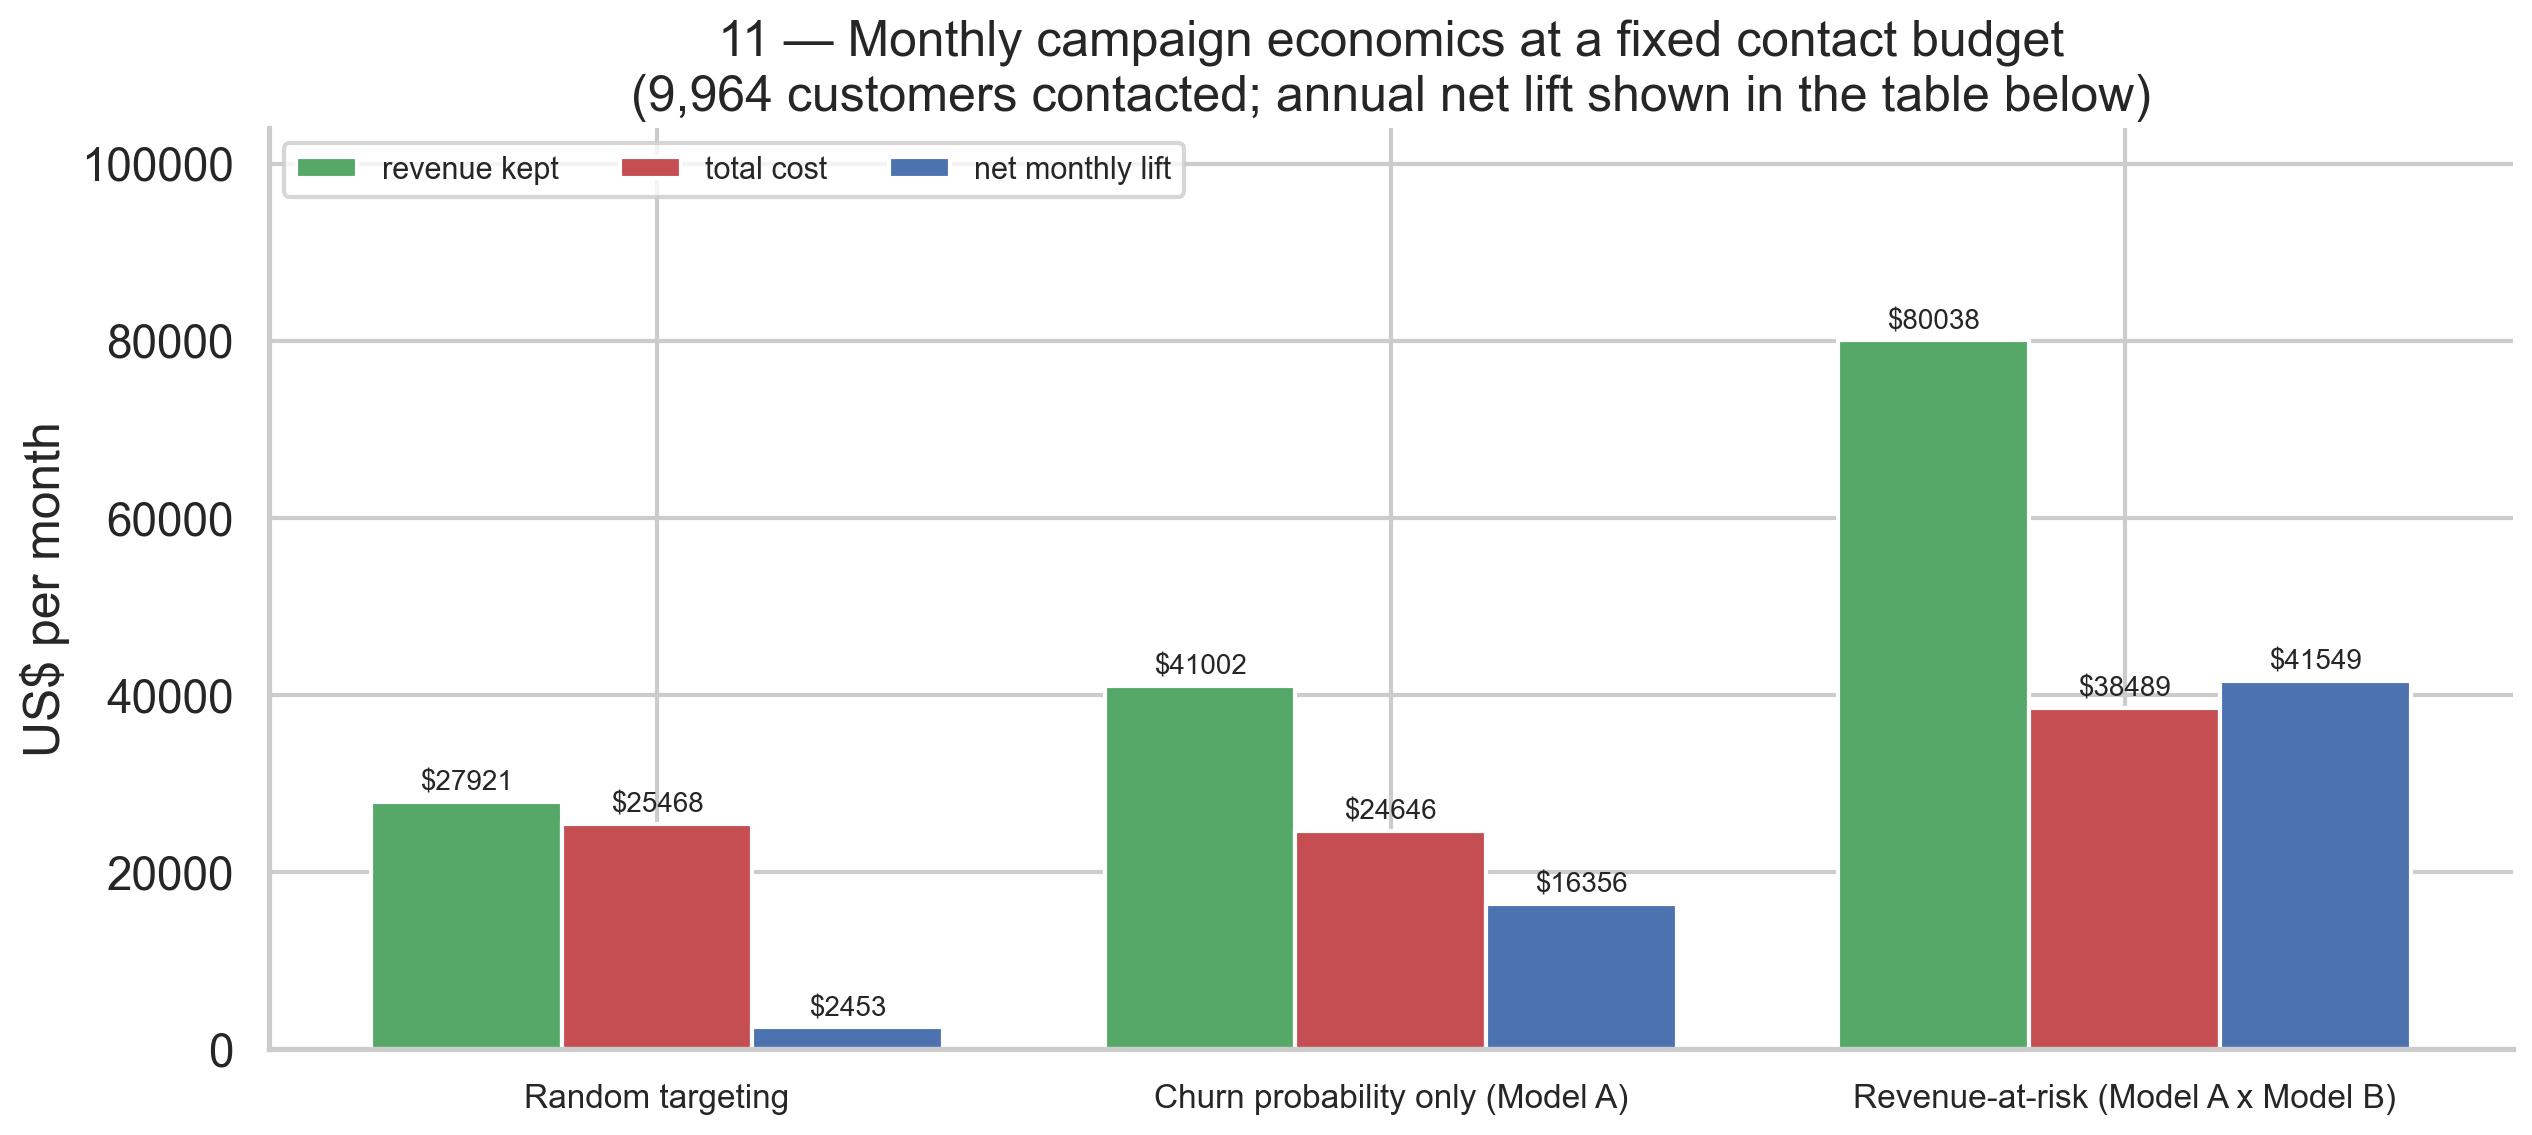 11 — Monthly campaign economics at a fixed contact budget
(9,964 customers contacted; annual net lift shown in the table below)
US$ per month
100000
80000
60000
40000
20000
0
revenue kept total cost net monthly lift
$27921
$25468
$2453
$41002
$24646
$16356
$80038
$38489
$41549
Random targeting
Churn probability only (Model A)
Revenue-at-risk (Model A x Model B)